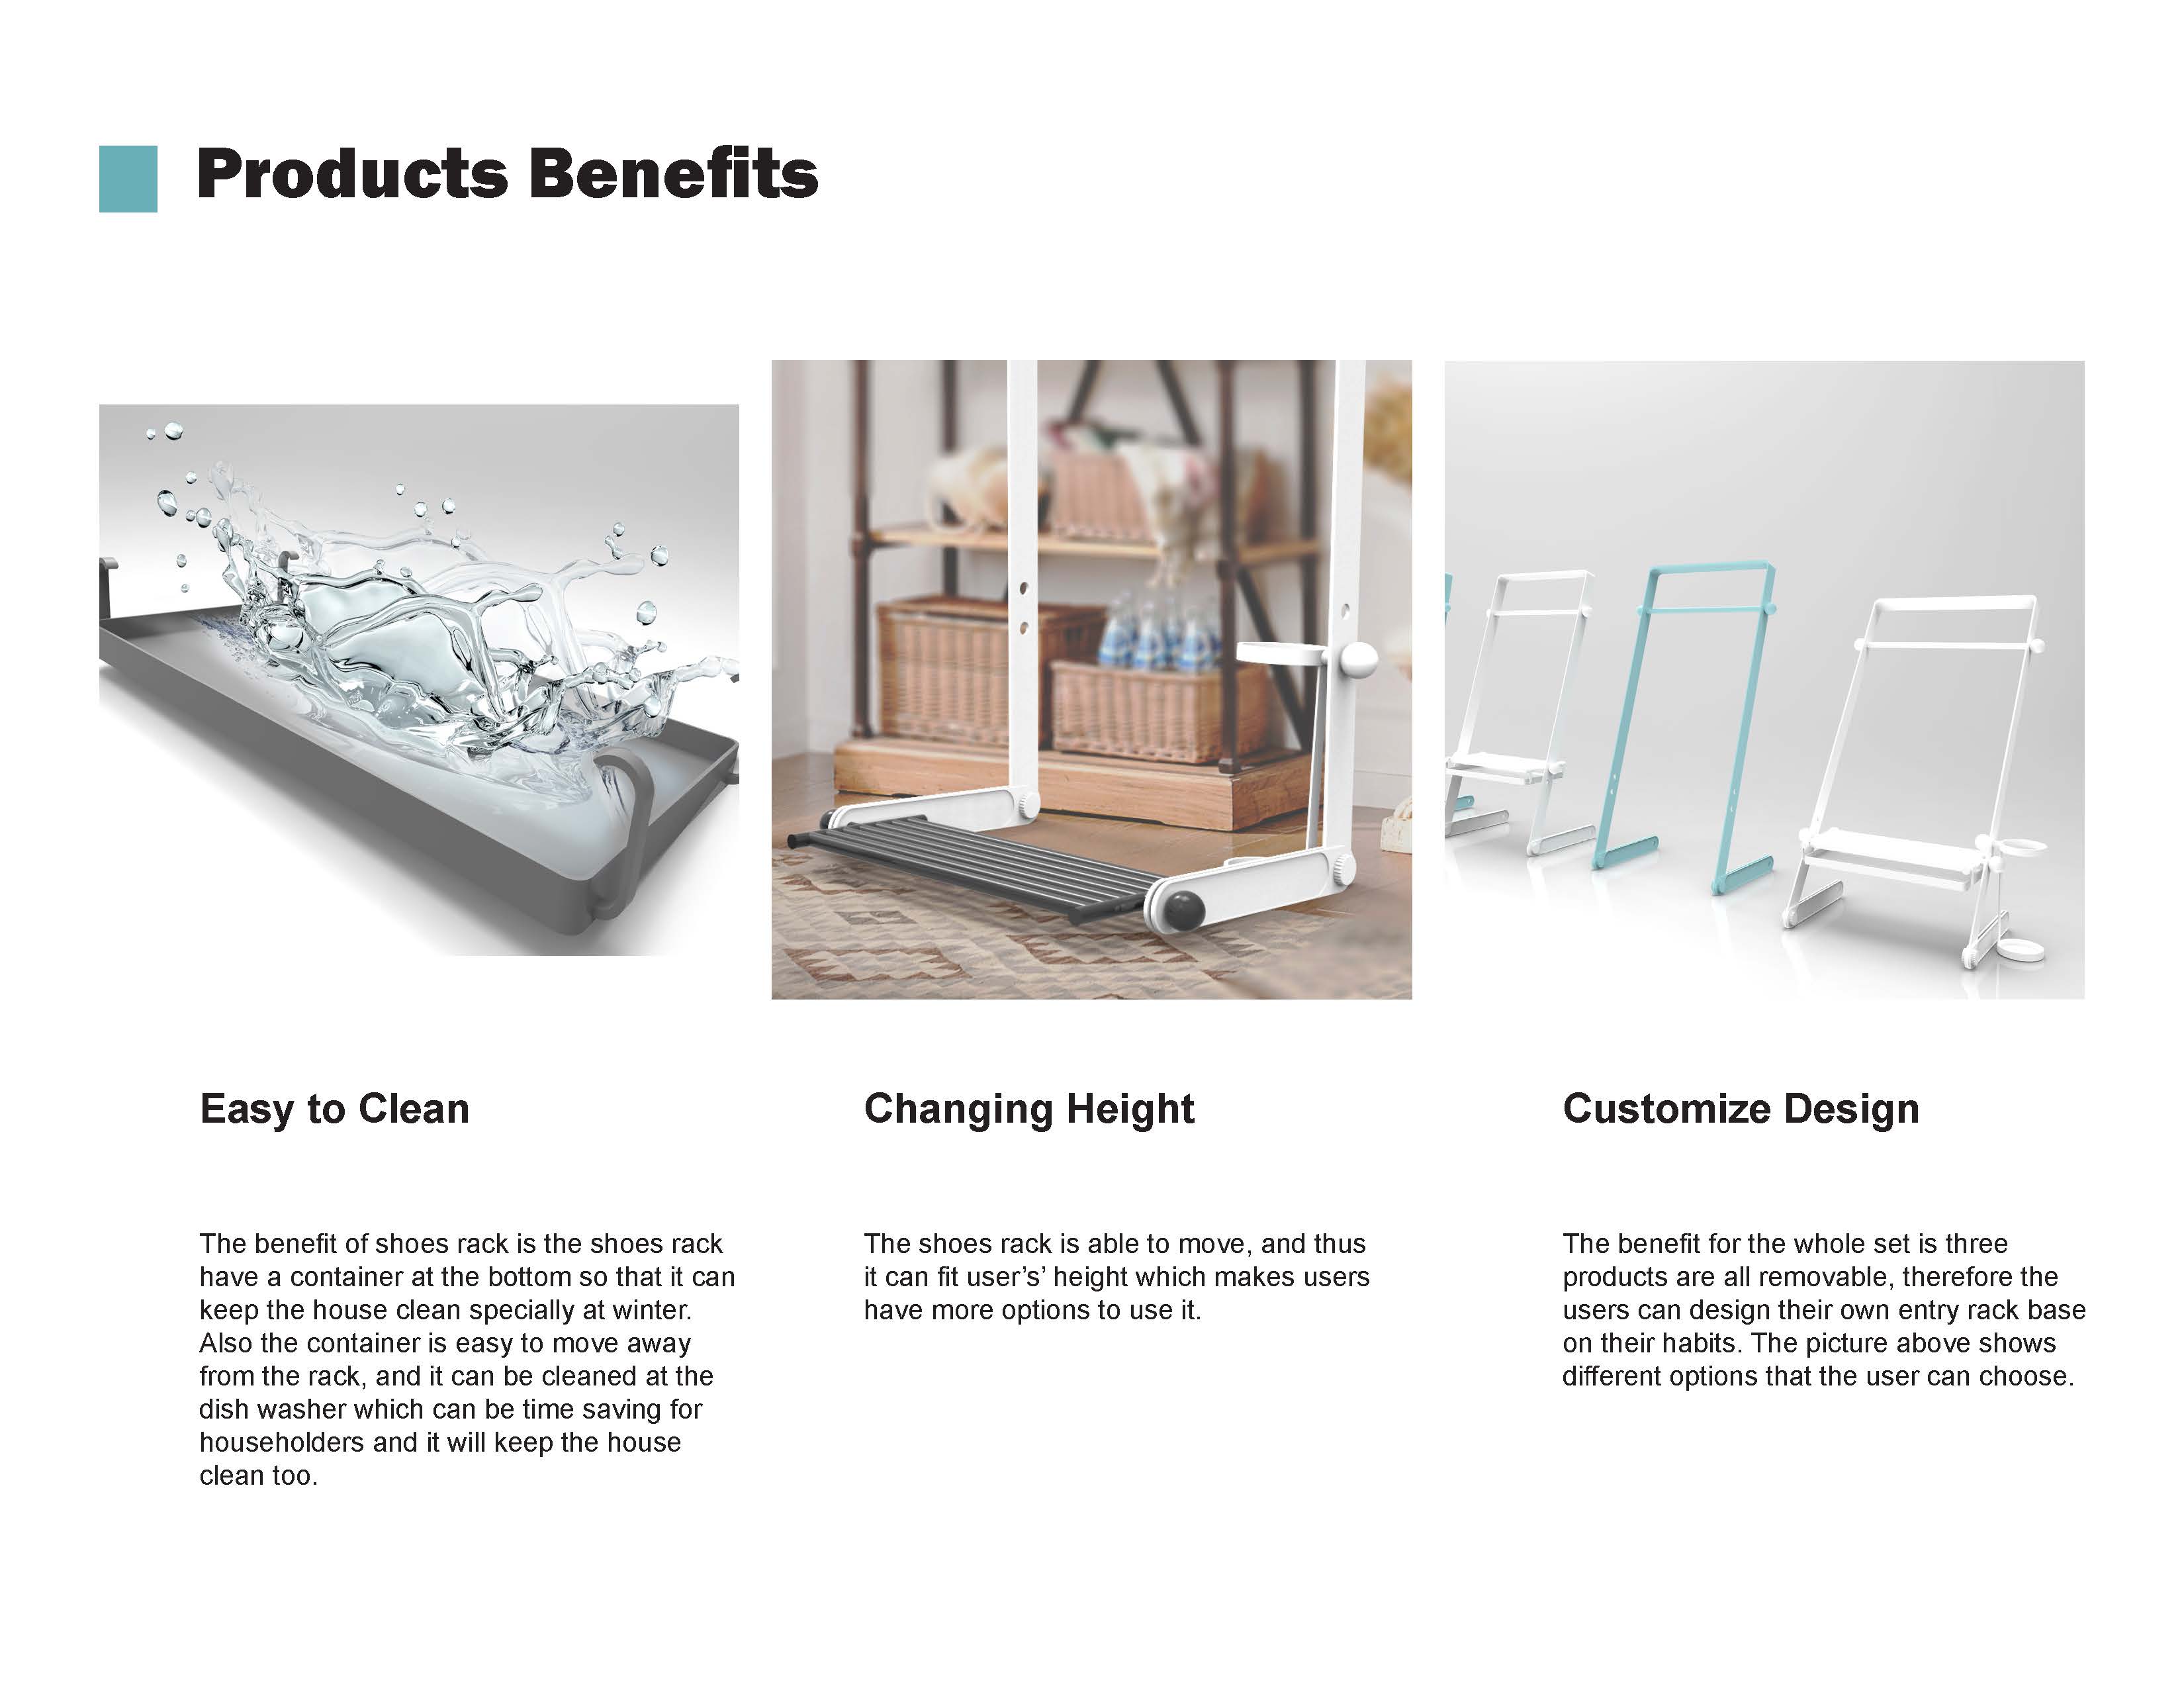 Products Benefits
Easy to Clean
The benefit of shoes rack is the shoes rack
have a container at the bottom so that it can
keep the house clean specially at winter.
Also the container is easy to move away
from the rack, and it can be cleaned at the
dish washer which can be time saving for
householders and it will keep the house
clean too.
Changing Height
The shoes rack is able to move, and thus
it can fit user’s’ height which makes users
have more options to use it.
Customize Design
The benefit for the whole set is three
products are all removable, therefore the
users can design their own entry rack base
on their habits. The picture above shows
different options that the user can choose.